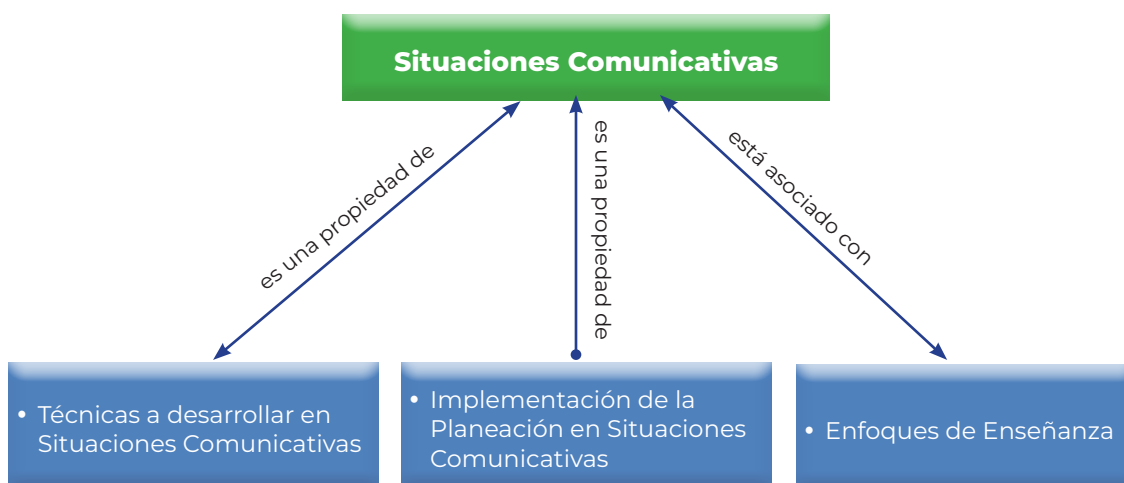 Situaciones Comunicativas
es una propiedad de
es una propiedad de
está asociado con
• Técnicas a desarrollar en
Situaciones Comunicativas
• Implementación de la
Planeación en Situaciones
Comunicativas
• Enfoques de Enseñanza